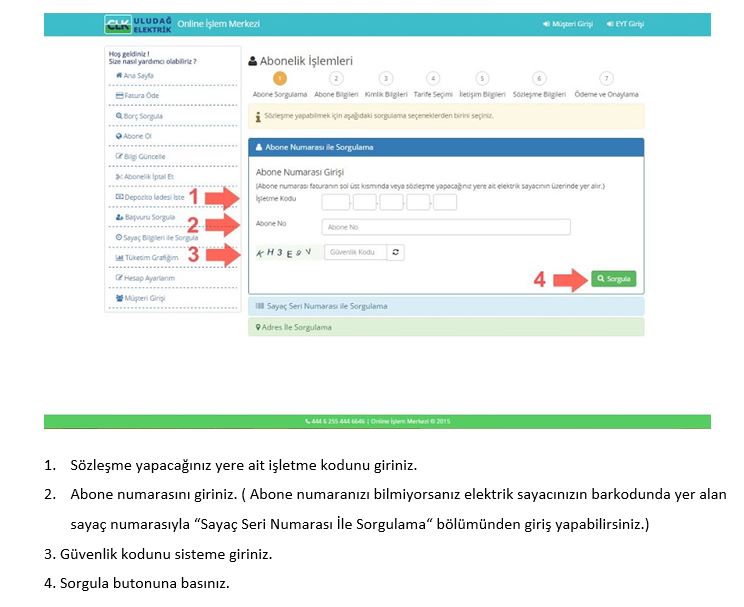 CLK ULUDAĞ ELEKTRİK Online İşlem Merkezi Müşteri Girişi EYT Girişi
Hoş geldiniz !
Size nasıl yardımcı olabiliriz ?
Ana Sayfa
Fatura Öde
Borç Sorgula
Abone Ol
Bilgi Güncelle
Abonelik İptal Et
Depozito İadesi İste
Başvuru Sorgula
Sayaç Bilgileri ile Sorgula
Tüketim Grafiğim
Hesap Ayarlarım
Müşteri Girişi
Abonelik İşlemleri
1 2 3 4 5 6 7
Abone Sorgulama Abone Bilgileri Kimlik Bilgileri Tarife Seçimi İletişim Bilgileri Sözleşme Bilgileri Ödeme ve Onaylama
Sözleşme yapabilmek için aşağıdaki sorgulama seçeneklerden birini seçiniz.
Abone Numarası ile Sorgulama
Abone Numarası Girişi
(Abone numarası faturanın sol üst kısmında veya sözleşme yapacağınız yere ait elektrik sayacının üzerinde yer alır.)
1 İşletme Kodu
2 Abone No Abone No
3 KH3E9V Güvenlik Kodu
4 Sorgula
Sayaç Seri Numarası ile Sorgulama
Adres İle Sorgulama
444 6 255 444 6646 | Online İşlem Merkezi © 2015
1. Sözleşme yapacağınız yere ait işletme kodunu giriniz.
2. Abone numarasını giriniz. ( Abone numaranızı bilmiyorsanız elektrik sayacınızın barkodunda yer alan
sayaç numarasıyla “Sayaç Seri Numarası İle Sorgulama“ bölümünden giriş yapabilirsiniz.)
3. Güvenlik kodunu sisteme giriniz.
4. Sorgula butonuna basınız.